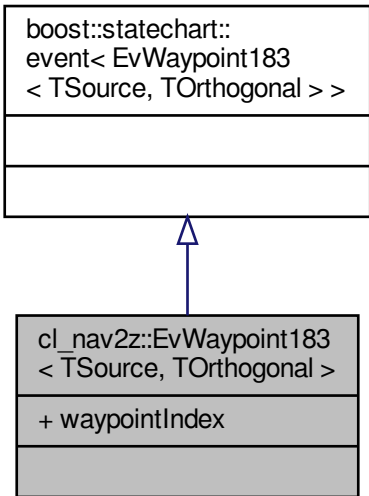 boost::statechart::
event< EvWaypoint183
< TSource, TOrthogonal > >
cl_nav2z::EvWaypoint183
< TSource, TOrthogonal >
+ waypointIndex